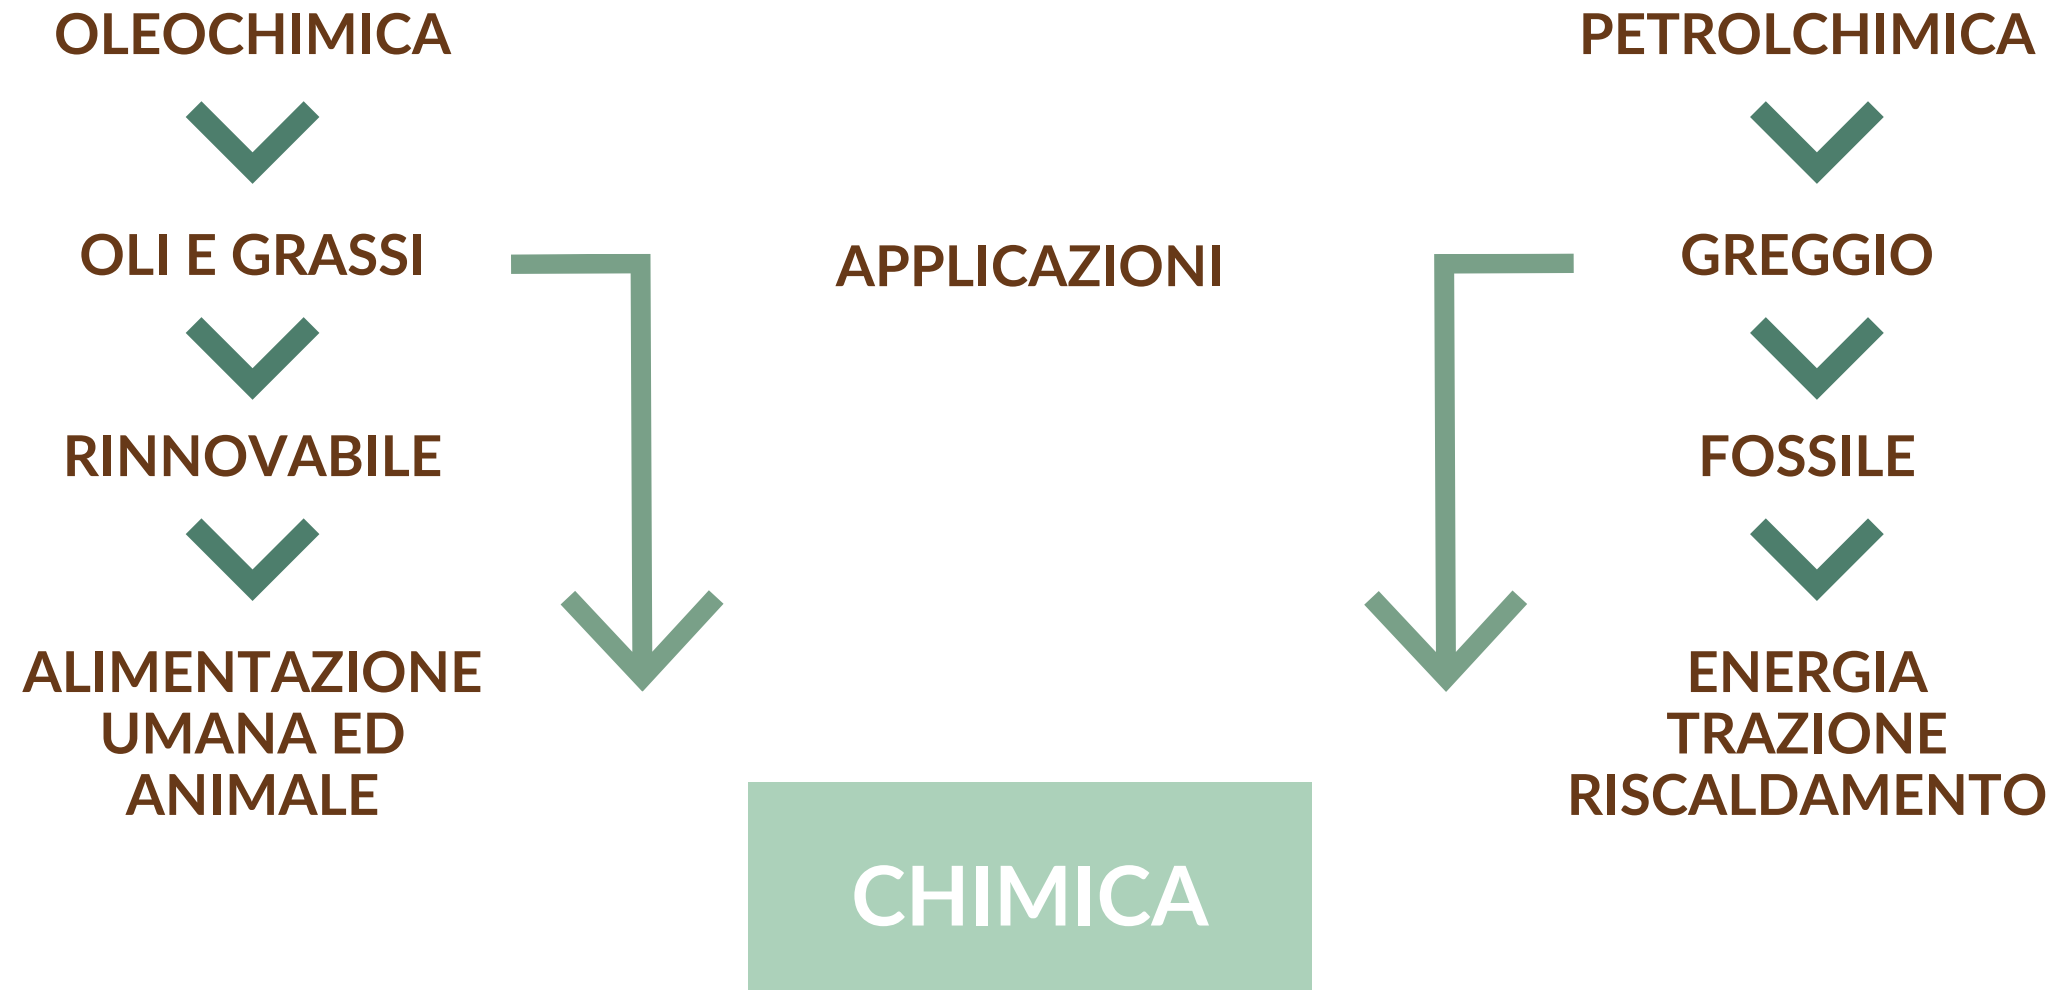 OLEOCHIMICA
OLI E GRASSI
RINNOVABILE
ALIMENTAZIONE
UMANA ED
ANIMALE
APPLICAZIONI
CHIMICA
PETROLCHIMICA
GREGGIO
FOSSILE
ENERGIA
TRAZIONE
RISCALDAMENTO